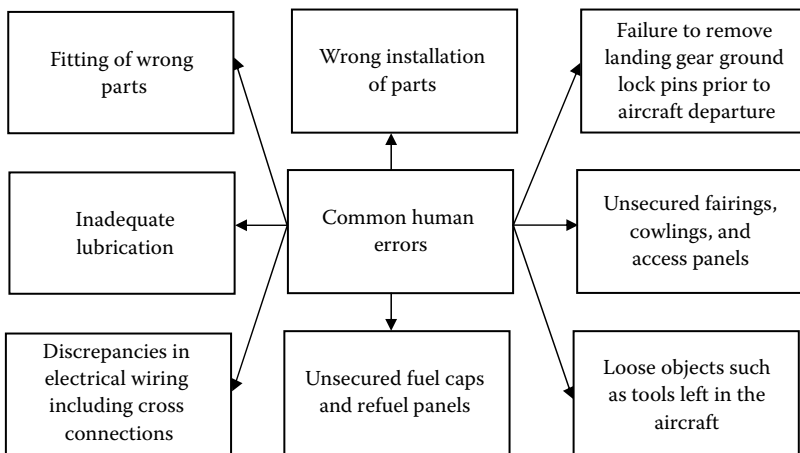 Fitting of wrong
parts
Wrong installation
of parts
Failure to remove
landing gear ground
lock pins prior to
aircraft departure
Inadequate
lubrication
Common human
errors
Unsecured fairings,
cowlings, and
access panels
Discrepancies in
electrical wiring
including cross
connections
Unsecured fuel caps
and refuel panels
Loose objects such
as tools left in the
aircraft